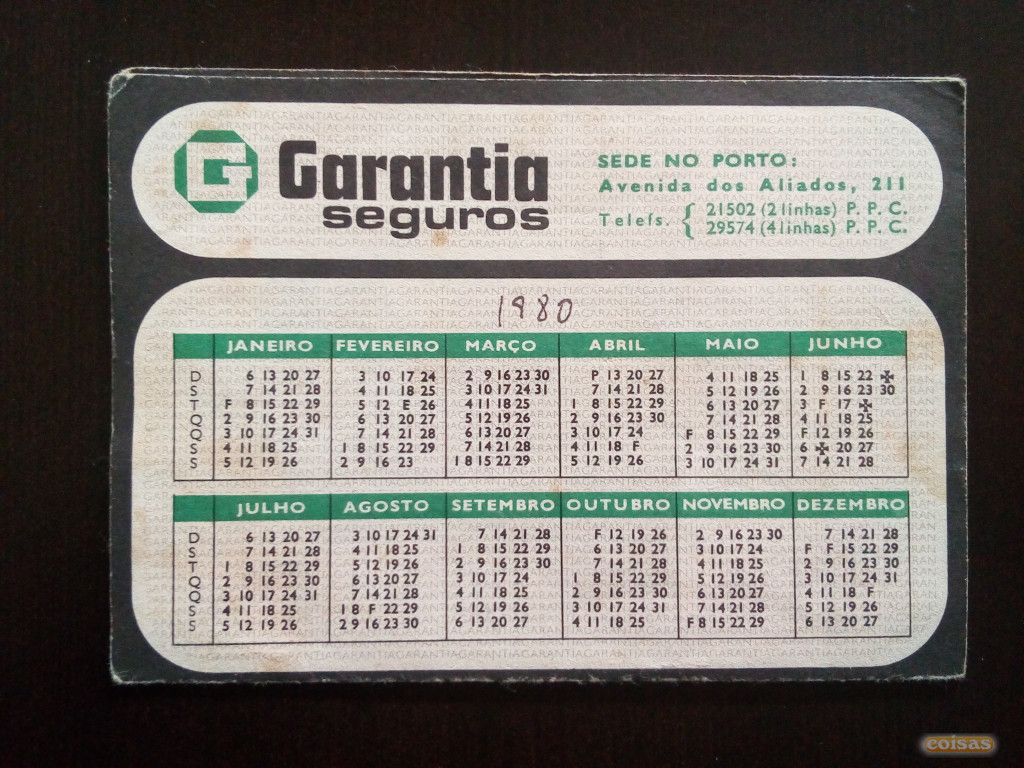 G Garantia
seguros
SEDE NO PORTO:
Avenida dos Aliados, 211
Telefs. { 21502 (2 linhas) P. P. C.
29574 (4 linhas) P. P. C.
1980
JANEIRO FEVEREIRO MARÇO ABRIL MAIO JUNHO
D 6 13 20 27 3 10 17 24 2 9 16 23 30 P 13 20 27 4 11 18 25 1 8 15 22 ✠
S 7 14 21 28 4 11 18 25 3 10 17 24 31 7 14 21 28 5 12 19 26 2 9 16 23 30
T F 8 15 22 29 5 12 E 26 4 11 18 25 1 8 15 22 29 6 13 20 27 3 F 17 ✠
Q 2 9 16 23 30 6 13 20 27 5 12 19 26 2 9 16 23 30 7 14 21 28 4 11 18 25
Q 3 10 17 24 31 7 14 21 28 6 13 20 27 3 10 17 24 F 8 15 22 29 F 12 19 26
S 4 11 18 25 1 8 15 22 29 7 14 21 28 4 11 18 F 2 9 16 23 30 6 ✠ 20 27
S 5 12 19 26 2 9 16 23 1 8 15 22 29 5 12 19 26 3 10 17 24 31 7 14 21 28
JULHO AGOSTO SETEMBRO OUTUBRO NOVEMBRO DEZEMBRO
D 6 13 20 27 3 10 17 24 31 7 14 21 28 F 12 19 26 2 9 16 23 30 7 14 21 28
S 7 14 21 28 4 11 18 25 1 8 15 22 29 6 13 20 27 3 10 17 24 F F 15 22 29
T 1 8 15 22 29 5 12 19 26 2 9 16 23 30 7 14 21 28 4 11 18 25 2 9 16 23 30
Q 2 9 16 23 30 6 13 20 27 3 10 17 24 1 8 15 22 29 5 12 19 26 3 10 17 24 31
Q 3 10 17 24 31 7 14 21 28 4 11 18 25 2 9 16 23 30 6 13 20 27 4 11 18 F
S 4 11 18 25 1 8 F 22 29 5 12 19 26 3 10 17 24 31 7 14 21 28 5 12 19 26
S 5 12 19 26 2 9 16 23 30 6 13 20 27 4 11 18 25 F 8 15 22 29 6 13 20 27
coisas